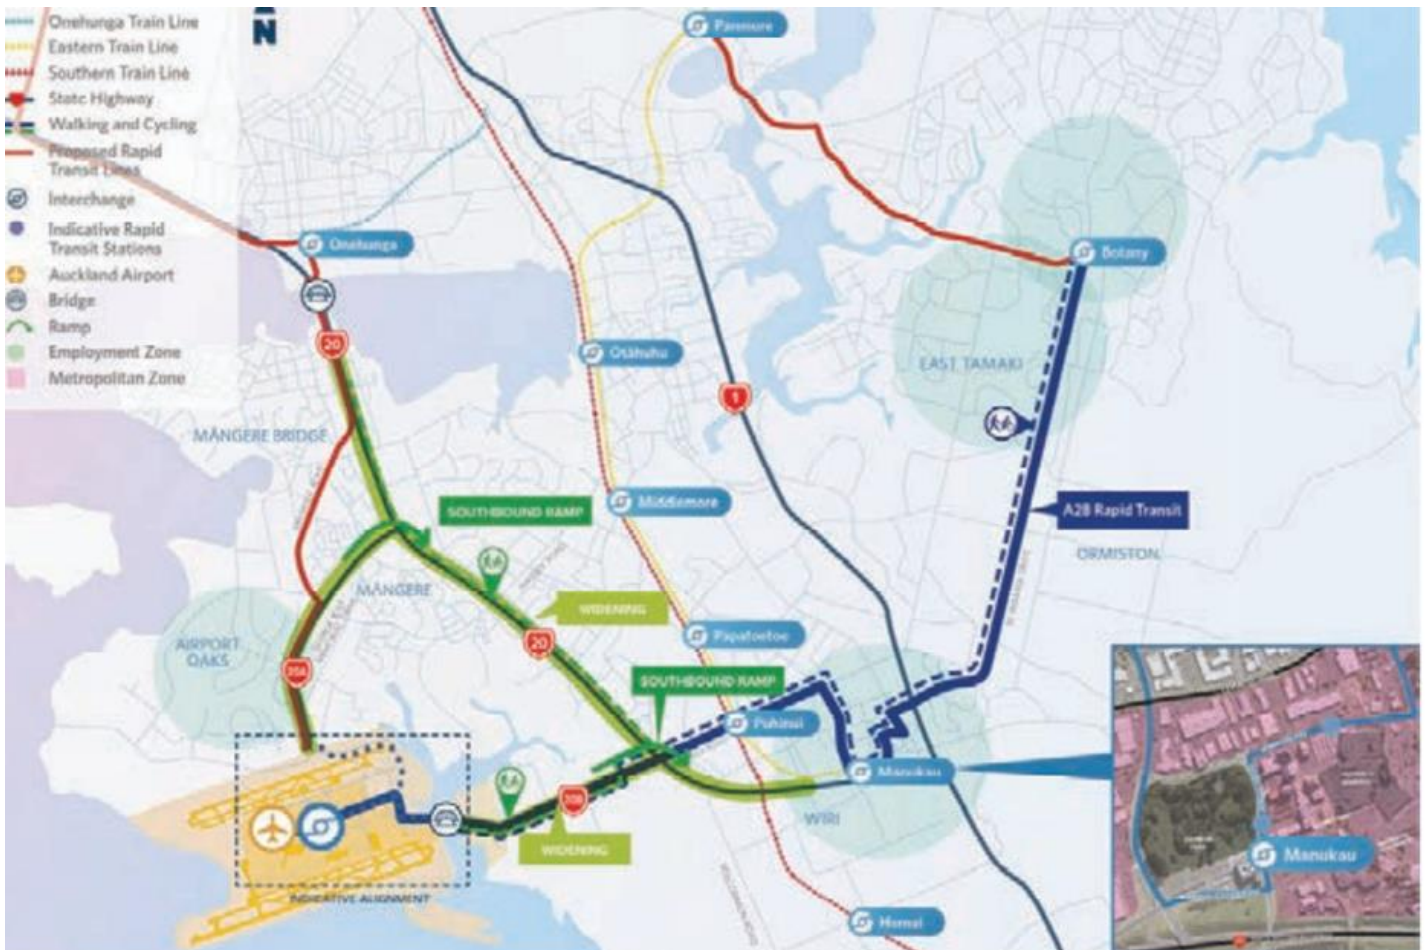 N
Onehunga Train Line
Eastern Train Line
Southern Train Line
State Highway
Walking and Cycling
Proposed Rapid
Transit Lines
Interchange
Indicative Rapid
Transit Stations
Auckland Airport
Bridge
Ramp
Employment Zone
Metropolitan Zone
Panmure
Onehunga
Botany
20
Ōtāhuhu
EAST TAMAKI
1
MĀNGERE BRIDGE
Middlemore
SOUTHBOUND RAMP
A2B Rapid Transit
ORMISTON
MĀNGERE
WIDENING
20
Papatoetoe
AIRPORT
OAKS
20A
SOUTHBOUND RAMP
Puhinui
Manukau
20B
WIRI
WIDENING
INDICATIVE ALIGNMENT
Homai
Manukau